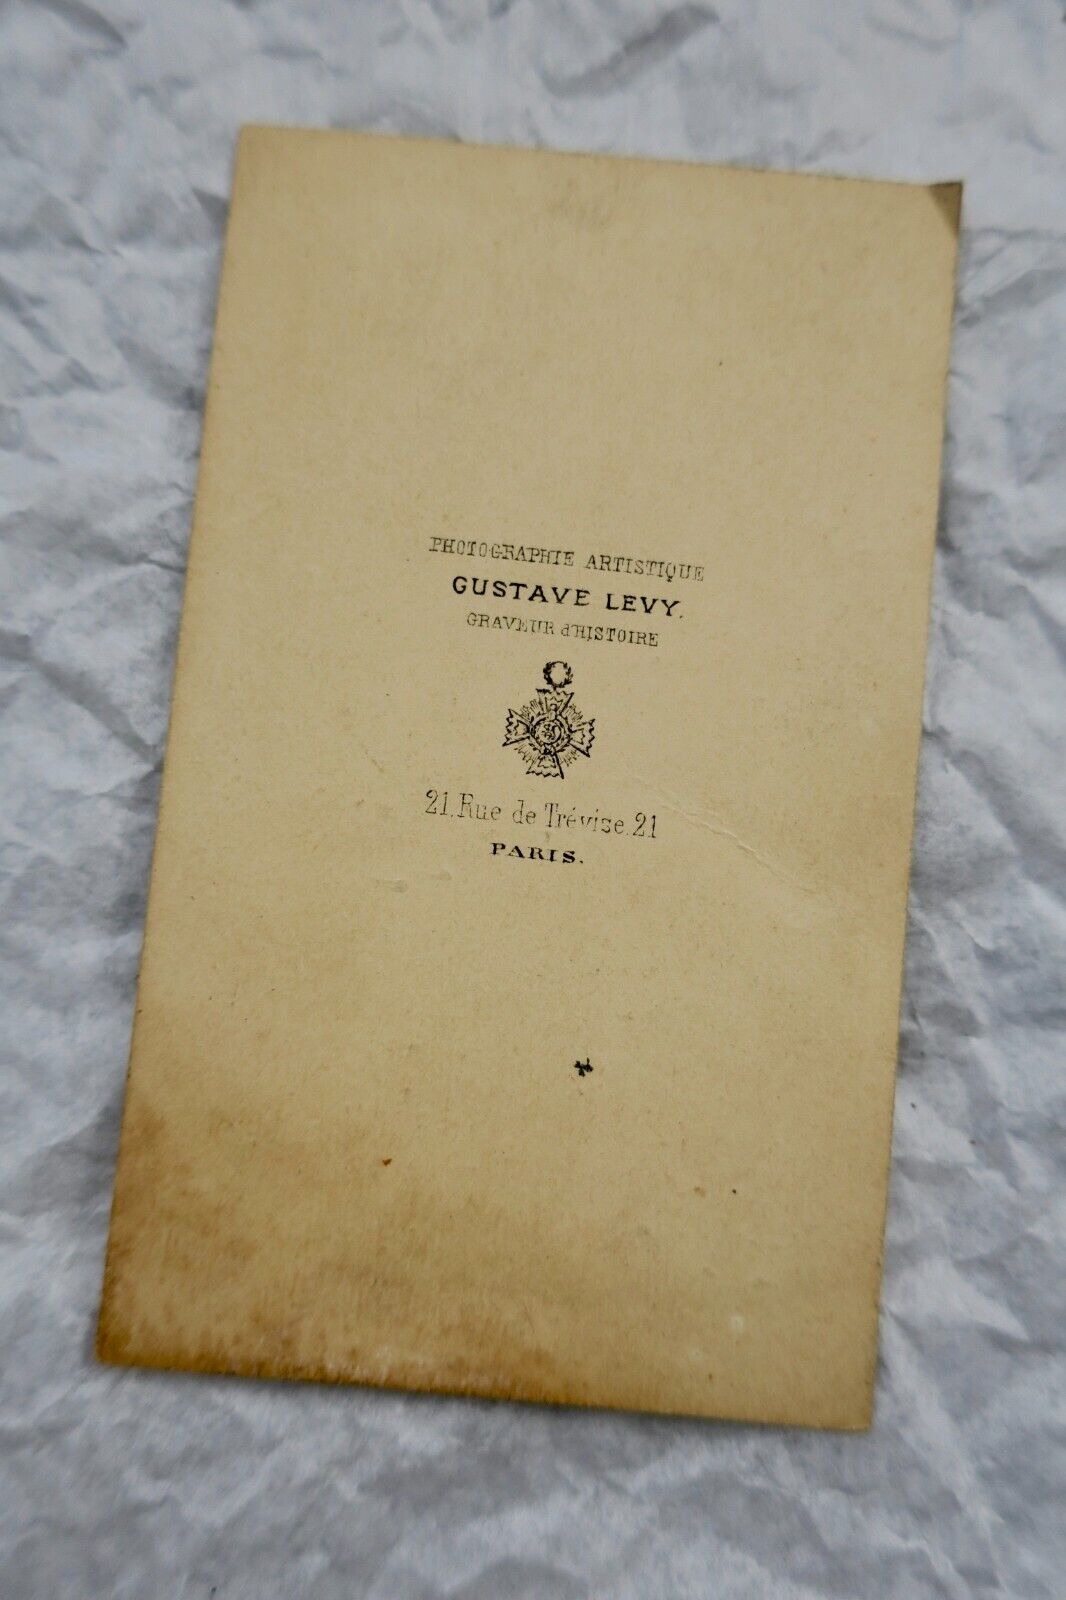 PHOTOGRAPHIE ARTISTIQUE
GUSTAVE LEVY.
GRAVEUR d'HISTOIRE
21. Rue de Trévise. 21
PARIS.